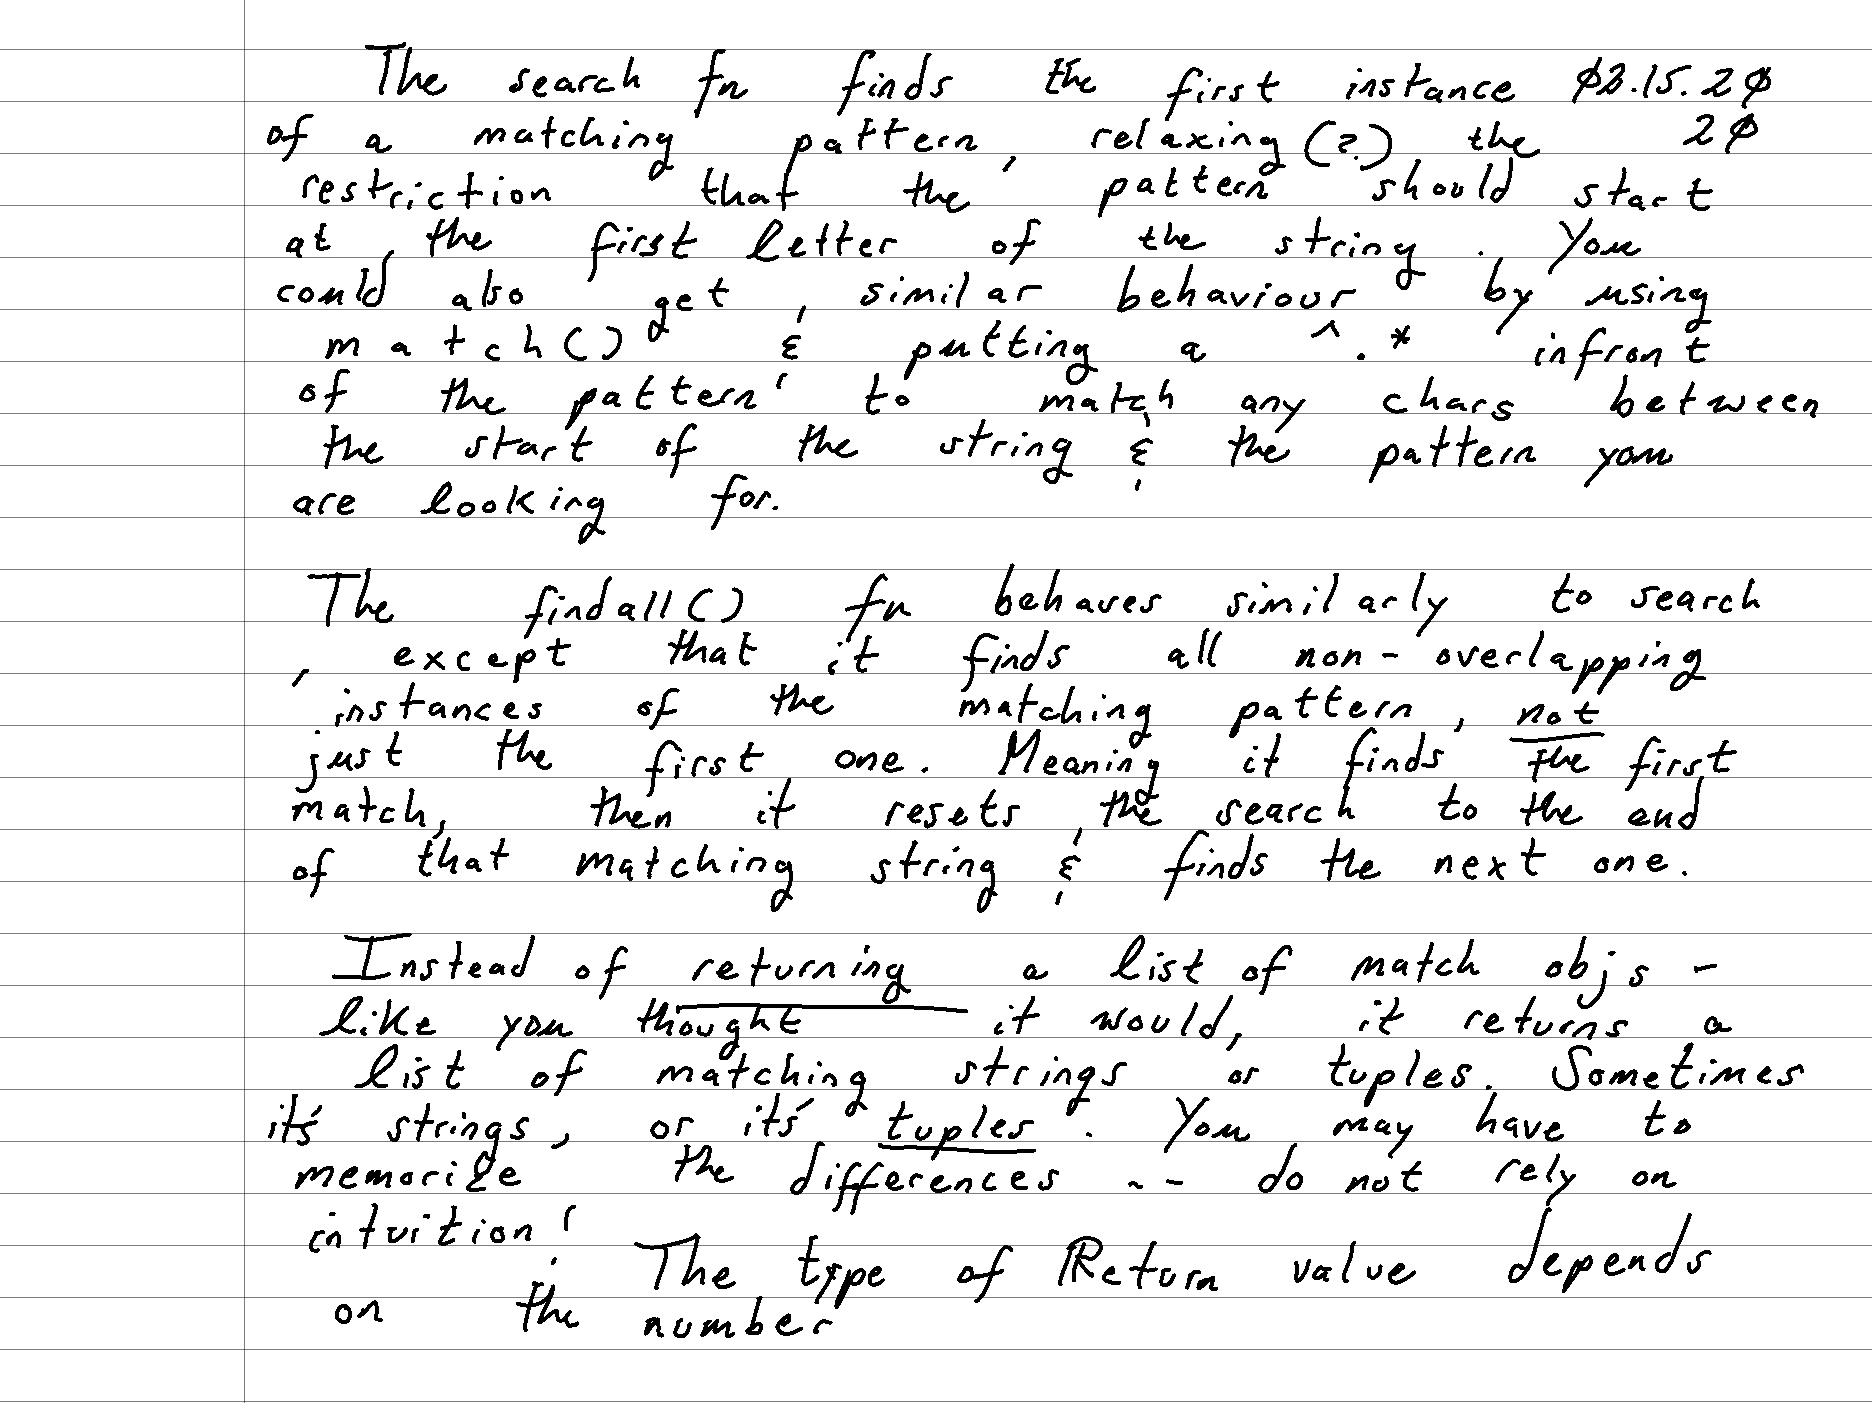 The search fn finds the first instance 03.15.20
of a matching pattern, relaxing (?) the 20
restriction that the pattern should start
at the first letter of the string. You
could also get similar behaviour by using
match() & putting a ^.* infront
of the pattern to match any chars between
the start of the string & the pattern you
are looking for.
The findall() fn behaves similarly to search
, except that it finds all non-overlapping
instances of the matching pattern, not
just the first one. Meaning it finds the first
match, then it resets the search to the end
of that matching string & finds the next one.
Instead of returning a list of match objs -
like you thought it would, it returns a
list of matching strings or tuples. Sometimes
it's strings, or it's tuples. You may have to
memorize the differences -- do not rely on
intuition! The type of Return value depends
on the number